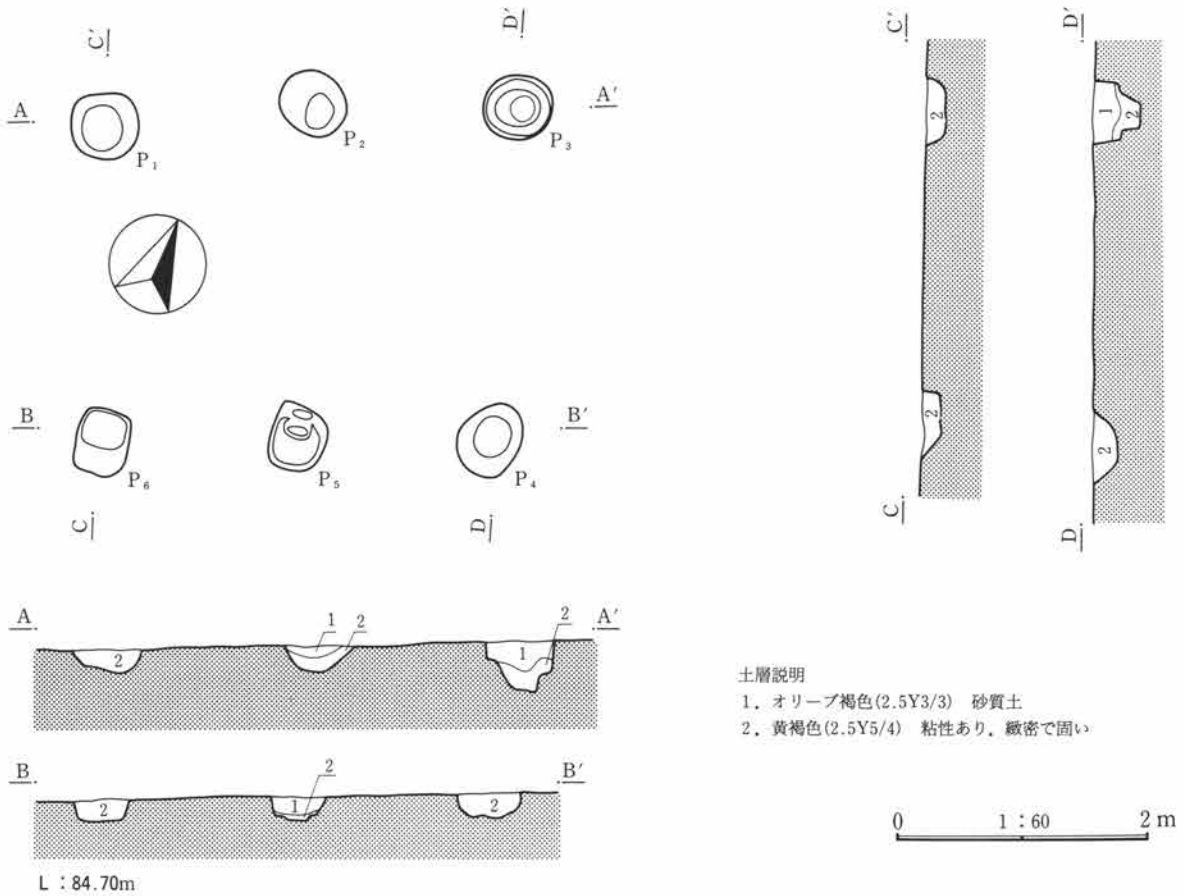 C′ D′ C′ D′
A A′
P₁ P₂ P₃
1 2
2
B B′
P₆ P₅ P₄
2 2
C D C D
A 1 2 2 A′
2 1
B 2 B′
2 1 2
L：84.70m
土層説明
1．オリーブ褐色(2.5Y3/3) 砂質土
2．黄褐色(2.5Y5/4) 粘性あり，緻密で固い
0 1：60 2 m